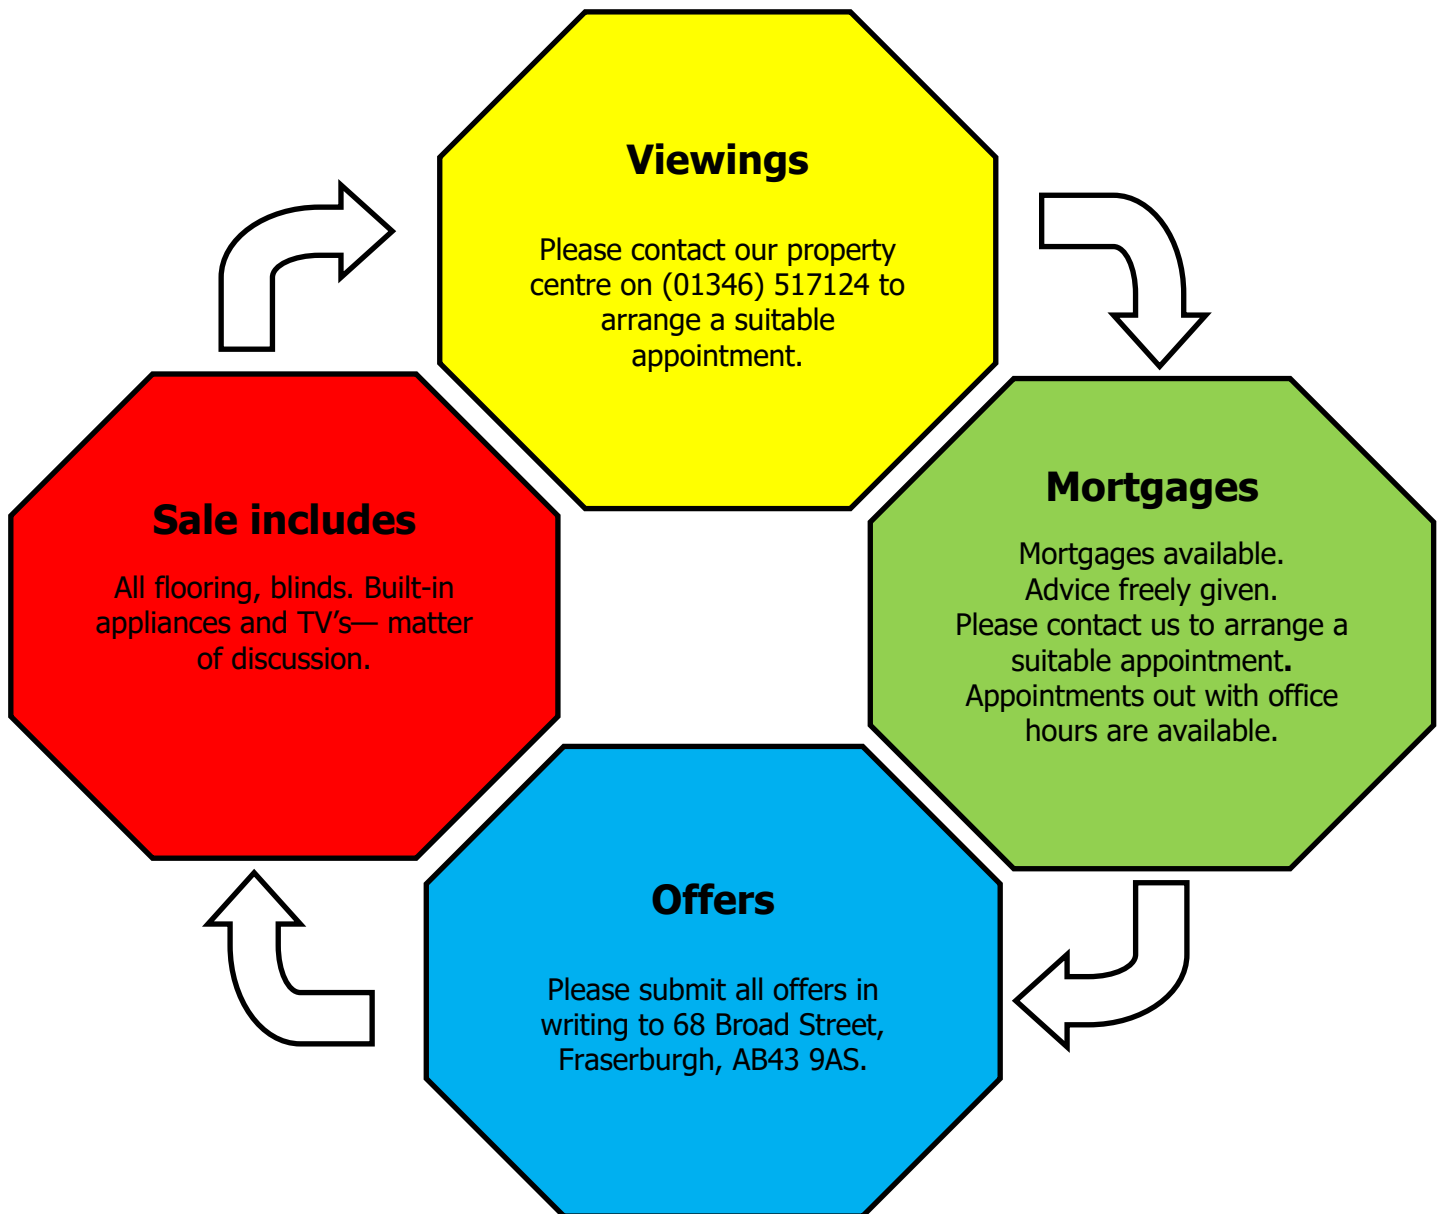 Viewings
Please contact our property
centre on (01346) 517124 to
arrange a suitable
appointment.
Sale includes
All flooring, blinds. Built-in
appliances and TV’s— matter
of discussion.
Mortgages
Mortgages available.
Advice freely given.
Please contact us to arrange a
suitable appointment.
Appointments out with office
hours are available.
Offers
Please submit all offers in
writing to 68 Broad Street,
Fraserburgh, AB43 9AS.